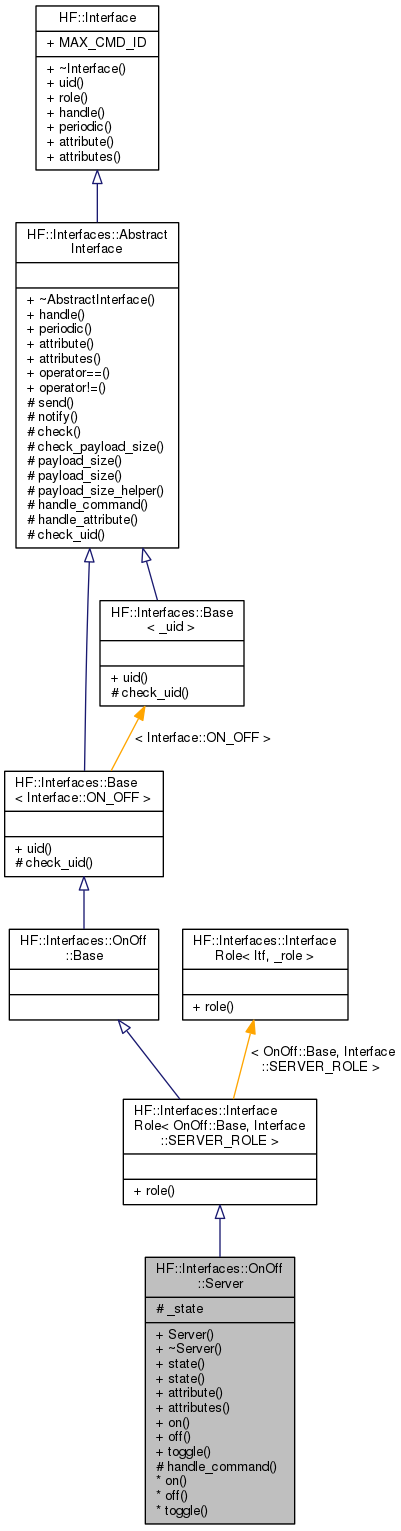 HF::Interface
+ MAX_CMD_ID
+ ~Interface()
+ uid()
+ role()
+ handle()
+ periodic()
+ attribute()
+ attributes()
HF::Interfaces::Abstract
Interface
+ ~AbstractInterface()
+ handle()
+ periodic()
+ attribute()
+ attributes()
+ operator==()
+ operator!=()
# send()
# notify()
# check()
# check_payload_size()
# payload_size()
# payload_size()
# payload_size_helper()
# handle_command()
# handle_attribute()
# check_uid()
HF::Interfaces::Base
< _uid >
+ uid()
# check_uid()
< Interface::ON_OFF >
HF::Interfaces::Base
< Interface::ON_OFF >
+ uid()
# check_uid()
HF::Interfaces::OnOff
::Base
HF::Interfaces::Interface
Role< Itf, _role >
+ role()
< OnOff::Base, Interface
::SERVER_ROLE >
HF::Interfaces::Interface
Role< OnOff::Base, Interface
::SERVER_ROLE >
+ role()
HF::Interfaces::OnOff
::Server
# _state
+ Server()
+ ~Server()
+ state()
+ state()
+ attribute()
+ attributes()
+ on()
+ off()
+ toggle()
# handle_command()
* on()
* off()
* toggle()